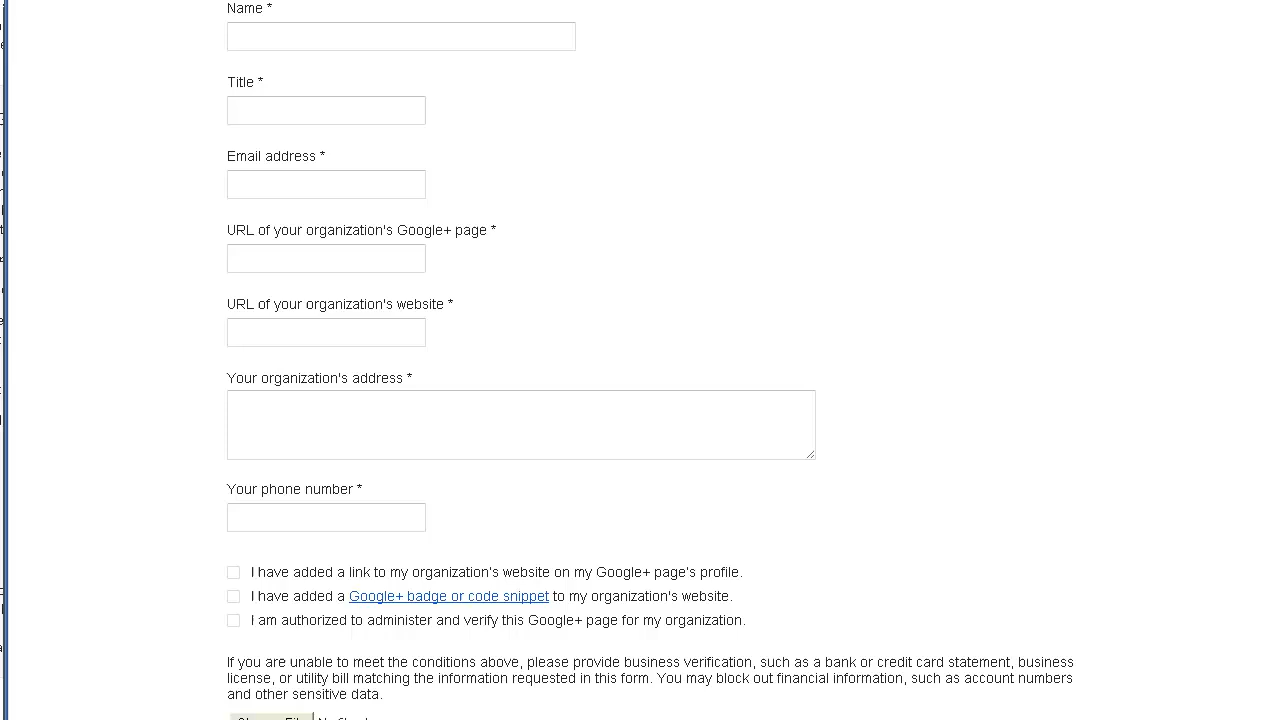 Name *
Title *
Email address *
URL of your organization's Google+ page *
URL of your organization's website *
Your organization's address *
Your phone number *
I have added a link to my organization's website on my Google+ page's profile.
I have added a Google+ badge or code snippet to my organization's website.
I am authorized to administer and verify this Google+ page for my organization.
If you are unable to meet the conditions above, please provide business verification, such as a bank or credit card statement, business
license, or utility bill matching the information requested in this form. You may block out financial information, such as account numbers
and other sensitive data.